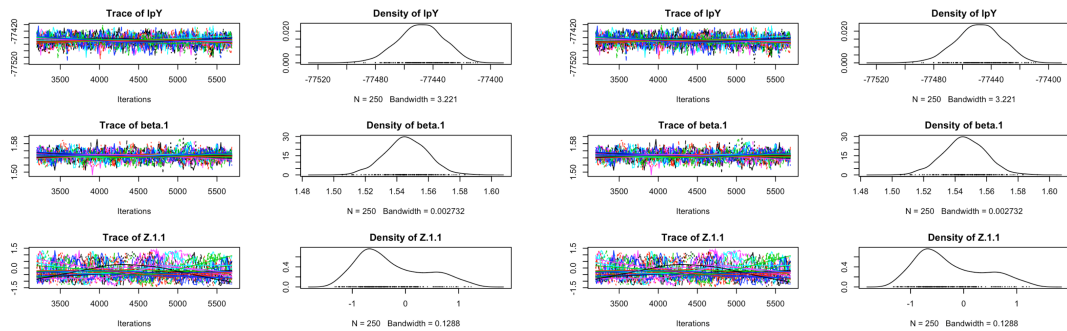 Trace of lpY Density of lpY Trace of lpY Density of lpY
-77520 -77420 0.000 0.020 -77520 -77420 0.000 0.020
3500 4000 4500 5000 5500 -77520 -77480 -77440 -77400 3500 4000 4500 5000 5500 -77520 -77480 -77440 -77400
Iterations N = 250 Bandwidth = 3.221 Iterations N = 250 Bandwidth = 3.221
Trace of beta.1 Density of beta.1 Trace of beta.1 Density of beta.1
1.50 1.58 0 15 30 1.50 1.58 0 15 30
3500 4000 4500 5000 5500 1.48 1.50 1.52 1.54 1.56 1.58 1.60 3500 4000 4500 5000 5500 1.48 1.50 1.52 1.54 1.56 1.58 1.60
Iterations N = 250 Bandwidth = 0.002732 Iterations N = 250 Bandwidth = 0.002732
Trace of Z.1.1 Density of Z.1.1 Trace of Z.1.1 Density of Z.1.1
-1.5 0.0 1.5 0.0 0.4 -1.5 0.0 1.5 0.0 0.4
3500 4000 4500 5000 5500 -1 0 1 3500 4000 4500 5000 5500 -1 0 1
Iterations N = 250 Bandwidth = 0.1288 Iterations N = 250 Bandwidth = 0.1288